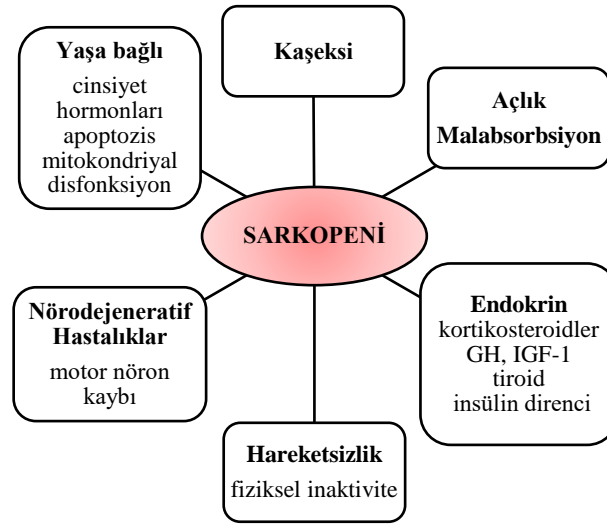 Yaşa bağlı
cinsiyet
hormonları
apoptozis
mitokondriyal
disfonksiyon
Kaşeksi
Açlık
Malabsorbsiyon
SARKOPENİ
Nörodejeneratif
Hastalıklar
motor nöron
kaybı
Endokrin
kortikosteroidler
GH, IGF-1
tiroid
insülin direnci
Hareketsizlik
fiziksel inaktivite